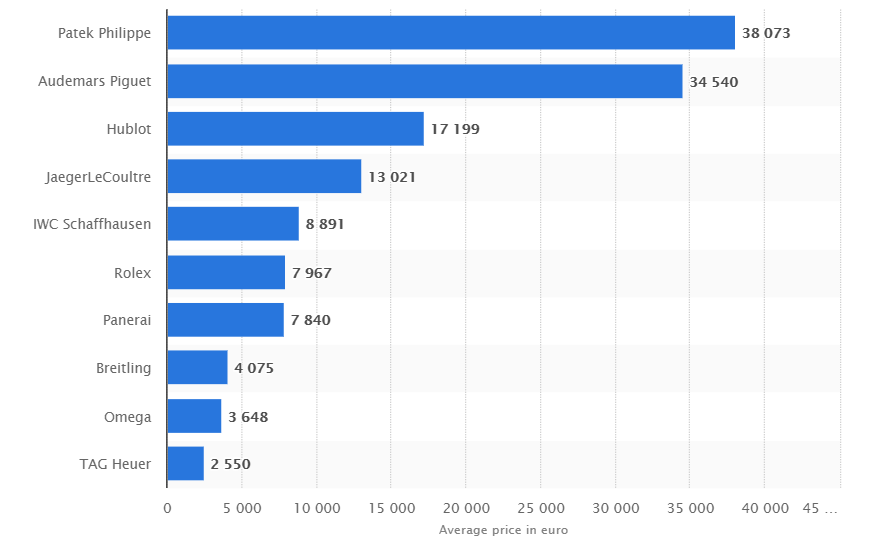 Patek Philippe 38 073
Audemars Piguet 34 540
Hublot 17 199
JaegerLeCoultre 13 021
IWC Schaffhausen 8 891
Rolex 7 967
Panerai 7 840
Breitling 4 075
Omega 3 648
TAG Heuer 2 550
0 5 000 10 000 15 000 20 000 25 000 30 000 35 000 40 000 45 ...
Average price in euro